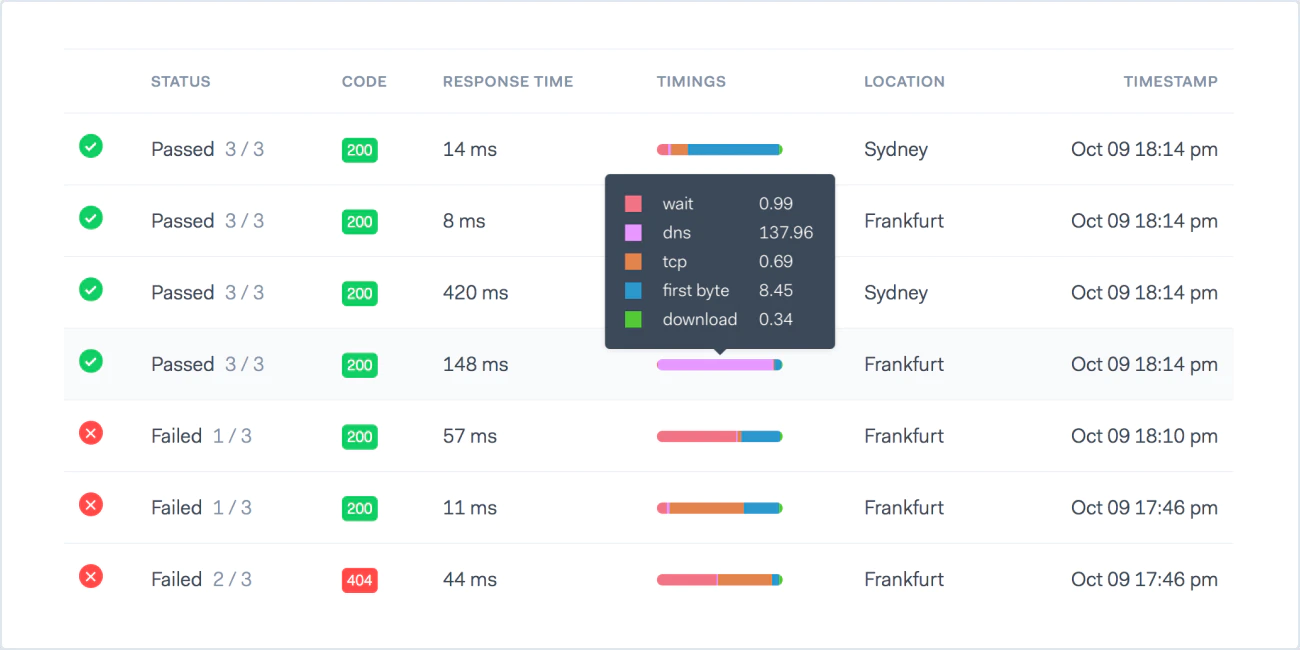 STATUS CODE RESPONSE TIME TIMINGS LOCATION TIMESTAMP
Passed 3 / 3 200 14 ms Sydney Oct 09 18:14 pm
Passed 3 / 3 200 8 ms Frankfurt Oct 09 18:14 pm
Passed 3 / 3 200 420 ms Sydney Oct 09 18:14 pm
wait 0.99
dns 137.96
tcp 0.69
first byte 8.45
download 0.34
Passed 3 / 3 200 148 ms Frankfurt Oct 09 18:14 pm
Failed 1 / 3 200 57 ms Frankfurt Oct 09 18:10 pm
Failed 1 / 3 200 11 ms Frankfurt Oct 09 17:46 pm
Failed 2 / 3 404 44 ms Frankfurt Oct 09 17:46 pm